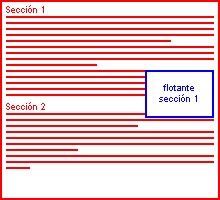 Sección 1
flotante
sección 1
Sección 2